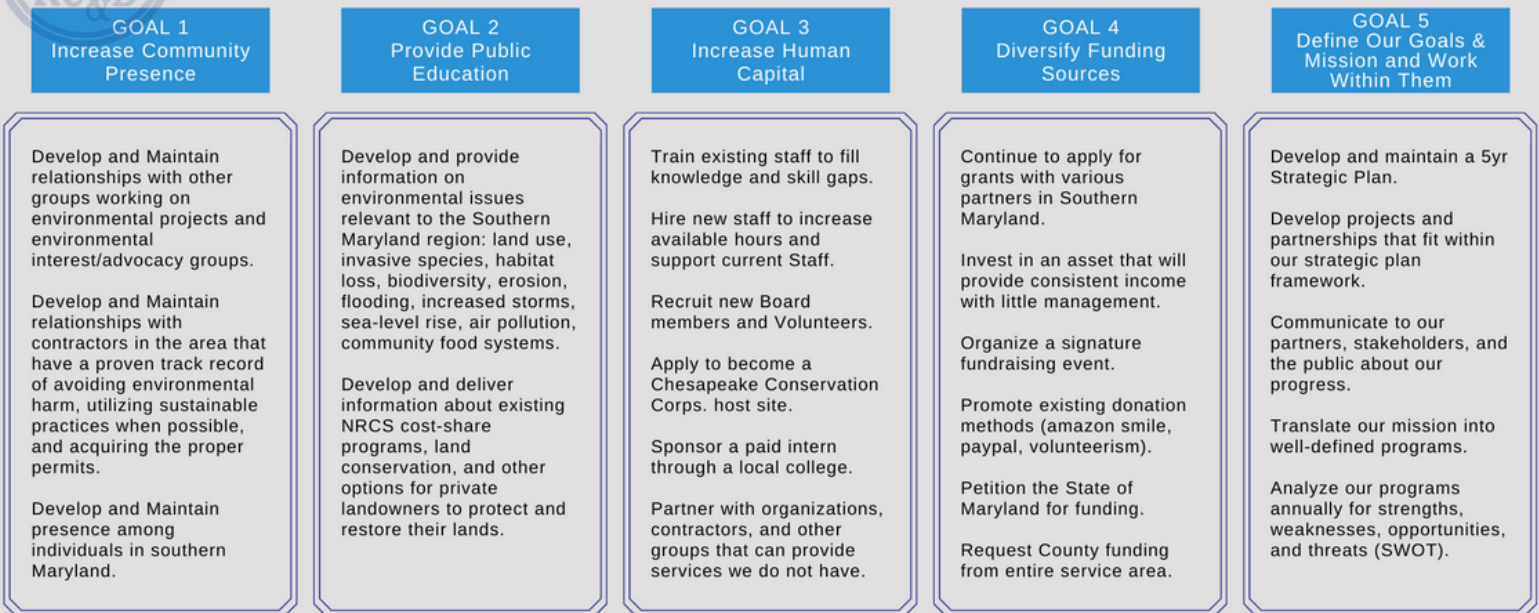 RC&D
GOAL 1
Increase Community
Presence
Develop and Maintain
relationships with other
groups working on
environmental projects and
environmental
interest/advocacy groups.
Develop and Maintain
relationships with
contractors in the area that
have a proven track record
of avoiding environmental
harm, utilizing sustainable
practices when possible,
and acquiring the proper
permits.
Develop and Maintain
presence among
individuals in southern
Maryland.
GOAL 2
Provide Public
Education
Develop and provide
information on
environmental issues
relevant to the Southern
Maryland region: land use,
invasive species, habitat
loss, biodiversity, erosion,
flooding, increased storms,
sea-level rise, air pollution,
community food systems.
Develop and deliver
information about existing
NRCS cost-share
programs, land
conservation, and other
options for private
landowners to protect and
restore their lands.
GOAL 3
Increase Human
Capital
Train existing staff to fill
knowledge and skill gaps.
Hire new staff to increase
available hours and
support current Staff.
Recruit new Board
members and Volunteers.
Apply to become a
Chesapeake Conservation
Corps. host site.
Sponsor a paid intern
through a local college.
Partner with organizations,
contractors, and other
groups that can provide
services we do not have.
GOAL 4
Diversify Funding
Sources
Continue to apply for
grants with various
partners in Southern
Maryland.
Invest in an asset that will
provide consistent income
with little management.
Organize a signature
fundraising event.
Promote existing donation
methods (amazon smile,
paypal, volunteerism).
Petition the State of
Maryland for funding.
Request County funding
from entire service area.
GOAL 5
Define Our Goals &
Mission and Work
Within Them
Develop and maintain a 5yr
Strategic Plan.
Develop projects and
partnerships that fit within
our strategic plan
framework.
Communicate to our
partners, stakeholders, and
the public about our
progress.
Translate our mission into
well-defined programs.
Analyze our programs
annually for strengths,
weaknesses, opportunities,
and threats (SWOT).